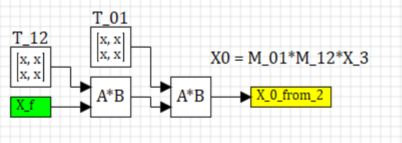 T_01
T_12
|x, x|
|x, x|
|x, x|
|x, x|
X0 = M_01*M_12*X_3
X_f
A*B
A*B
X_0_from_2